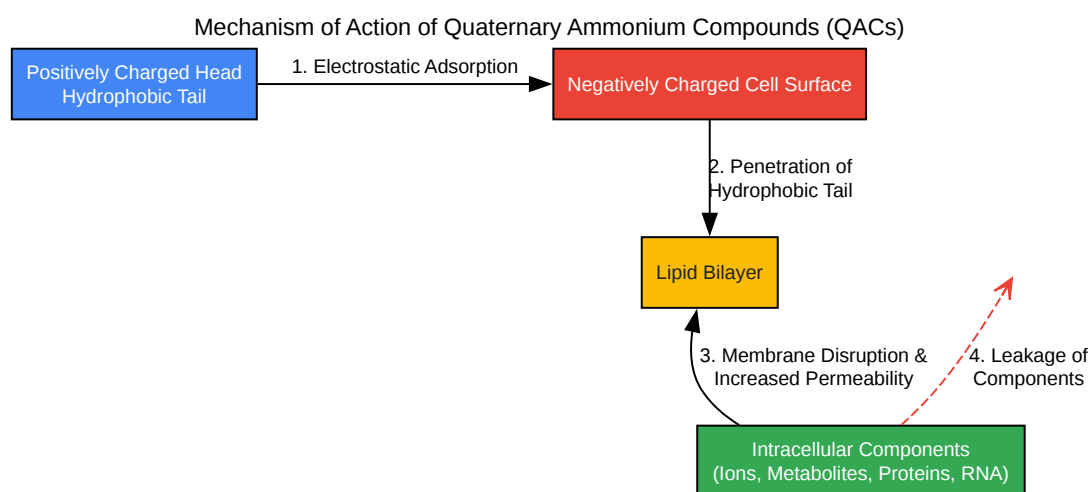 Mechanism of Action of Quaternary Ammonium Compounds (QACs)
Positively Charged Head
Hydrophobic Tail
1. Electrostatic Adsorption
Negatively Charged Cell Surface
2. Penetration of
Hydrophobic Tail
Lipid Bilayer
3. Membrane Disruption &
Increased Permeability
4. Leakage of
Components
Intracellular Components
(Ions, Metabolites, Proteins, RNA)